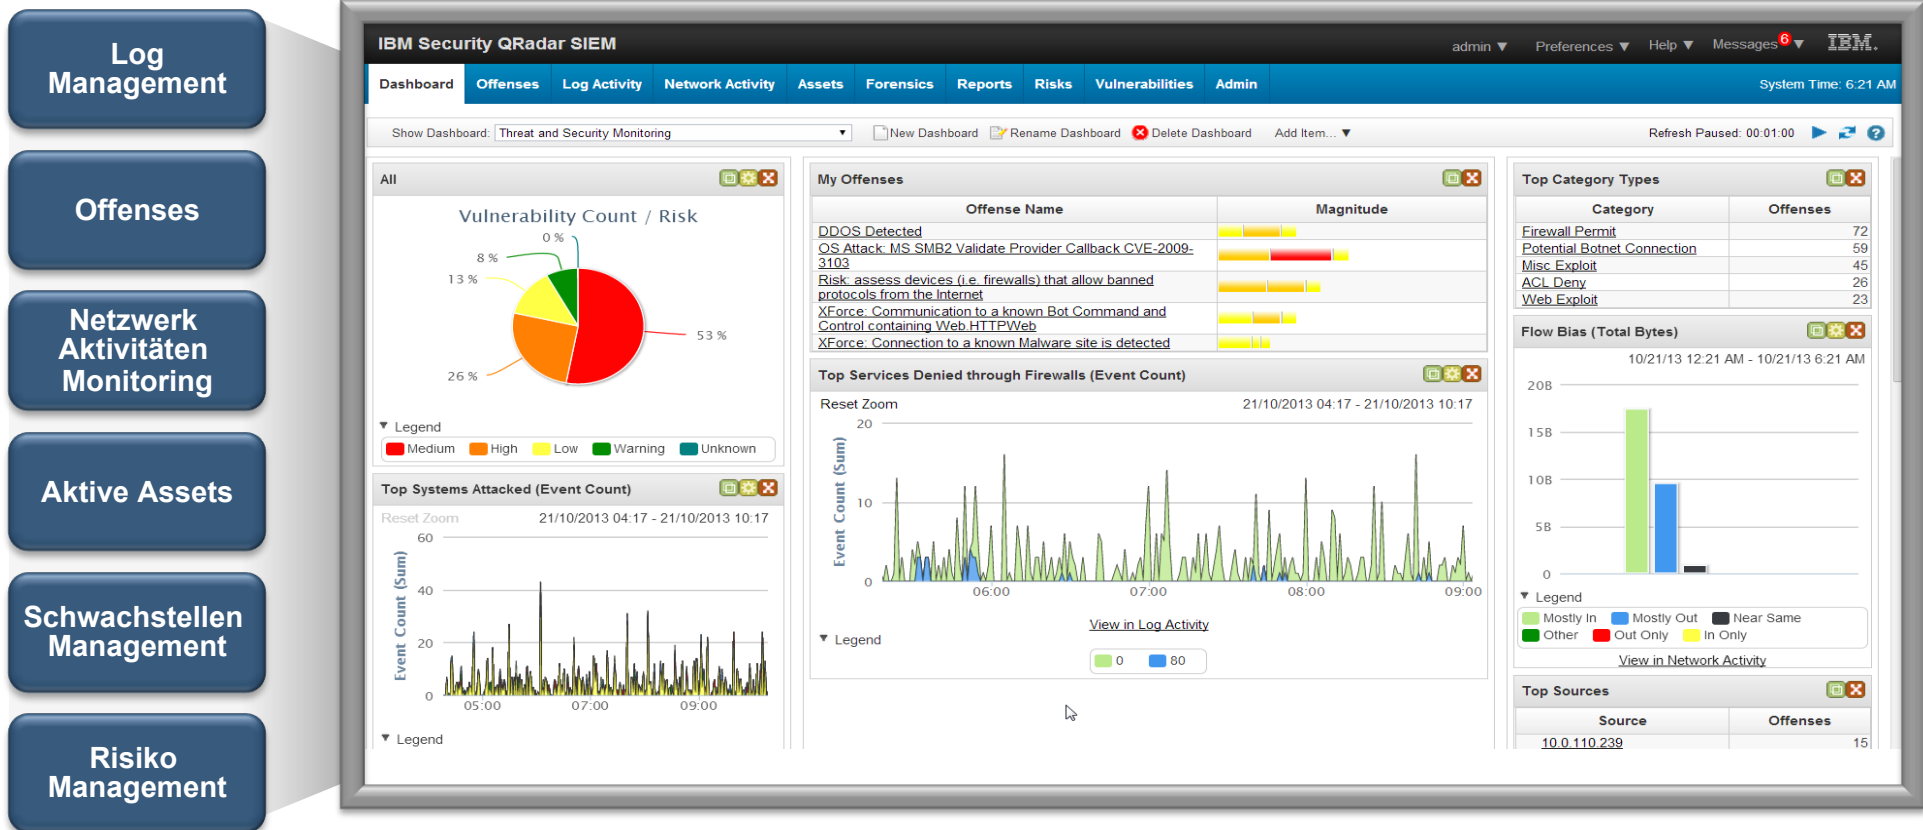 Log
Management
Offenses
Netzwerk
Aktivitäten
Monitoring
Aktive Assets
Schwachstellen
Management
Risiko
Management
IBM Security QRadar SIEM
admin ▼ Preferences ▼ Help ▼ Messages 6 ▼ IBM.
Dashboard Offenses Log Activity Network Activity Assets Forensics Reports Risks Vulnerabilities Admin System Time: 6:21 AM
Show Dashboard: Threat and Security Monitoring ▼ New Dashboard Rename Dashboard Delete Dashboard Add Item... ▼ Refresh Paused: 00:01:00 ?
All
Vulnerability Count / Risk
0 %
8 %
13 %
53 %
26 %
▼ Legend
Medium High Low Warning Unknown
Top Systems Attacked (Event Count)
Reset Zoom 21/10/2013 04:17 - 21/10/2013 10:17
Event Count (Sum)
60
40
20
0
05:00 07:00 09:00
▼ Legend
My Offenses
Offense Name Magnitude
DDOS Detected
OS Attack: MS SMB2 Validate Provider Callback CVE-2009-
3103
Risk: assess devices (i.e. firewalls) that allow banned
protocols from the Internet
XForce: Communication to a known Bot Command and
Control containing Web.HTTPWeb
XForce: Connection to a known Malware site is detected
Top Services Denied through Firewalls (Event Count)
Reset Zoom 21/10/2013 04:17 - 21/10/2013 10:17
Event Count (Sum)
20
10
0
06:00 07:00 08:00 09:00
View in Log Activity
▼ Legend
0 80
Top Category Types
Category Offenses
Firewall Permit 72
Potential Botnet Connection 59
Misc Exploit 45
ACL Deny 26
Web Exploit 23
Flow Bias (Total Bytes)
10/21/13 12:21 AM - 10/21/13 6:21 AM
20B
15B
10B
5B
0
▼ Legend
Mostly In Mostly Out Near Same
Other Out Only In Only
View in Network Activity
Top Sources
Source Offenses
10.0.110.239 15